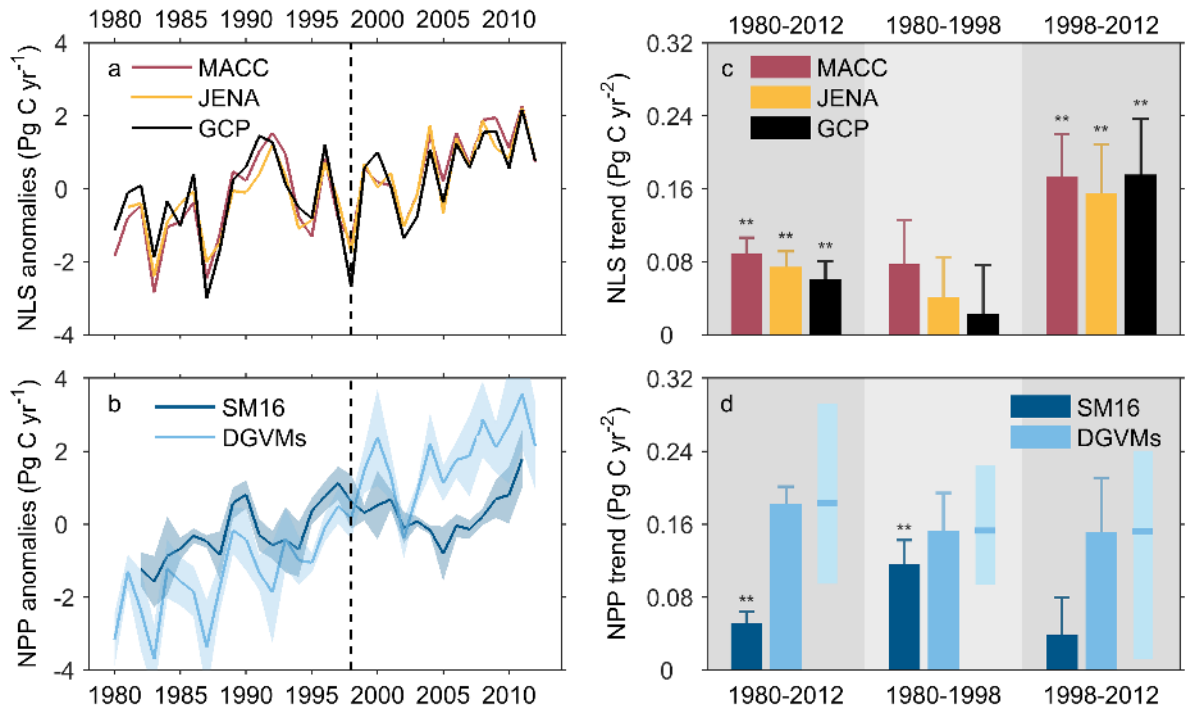 1980 1985 1990 1995 2000 2005 2010
4
2
0
-2
-4
NLS anomalies (Pg C yr-1)
a
MACC
JENA
GCP
1980-2012 1980-1998 1998-2012
0.32
0.24
0.16
0.08
0
NLS trend (Pg C yr-2)
c
MACC
JENA
GCP
** ** **
** ** **
4
2
0
-2
-4
NPP anomalies (Pg C yr-1)
b
SM16
DGVMs
1980 1985 1990 1995 2000 2005 2010
0.32
0.24
0.16
0.08
0
NPP trend (Pg C yr-2)
d
SM16
DGVMs
**
**
1980-2012 1980-1998 1998-2012